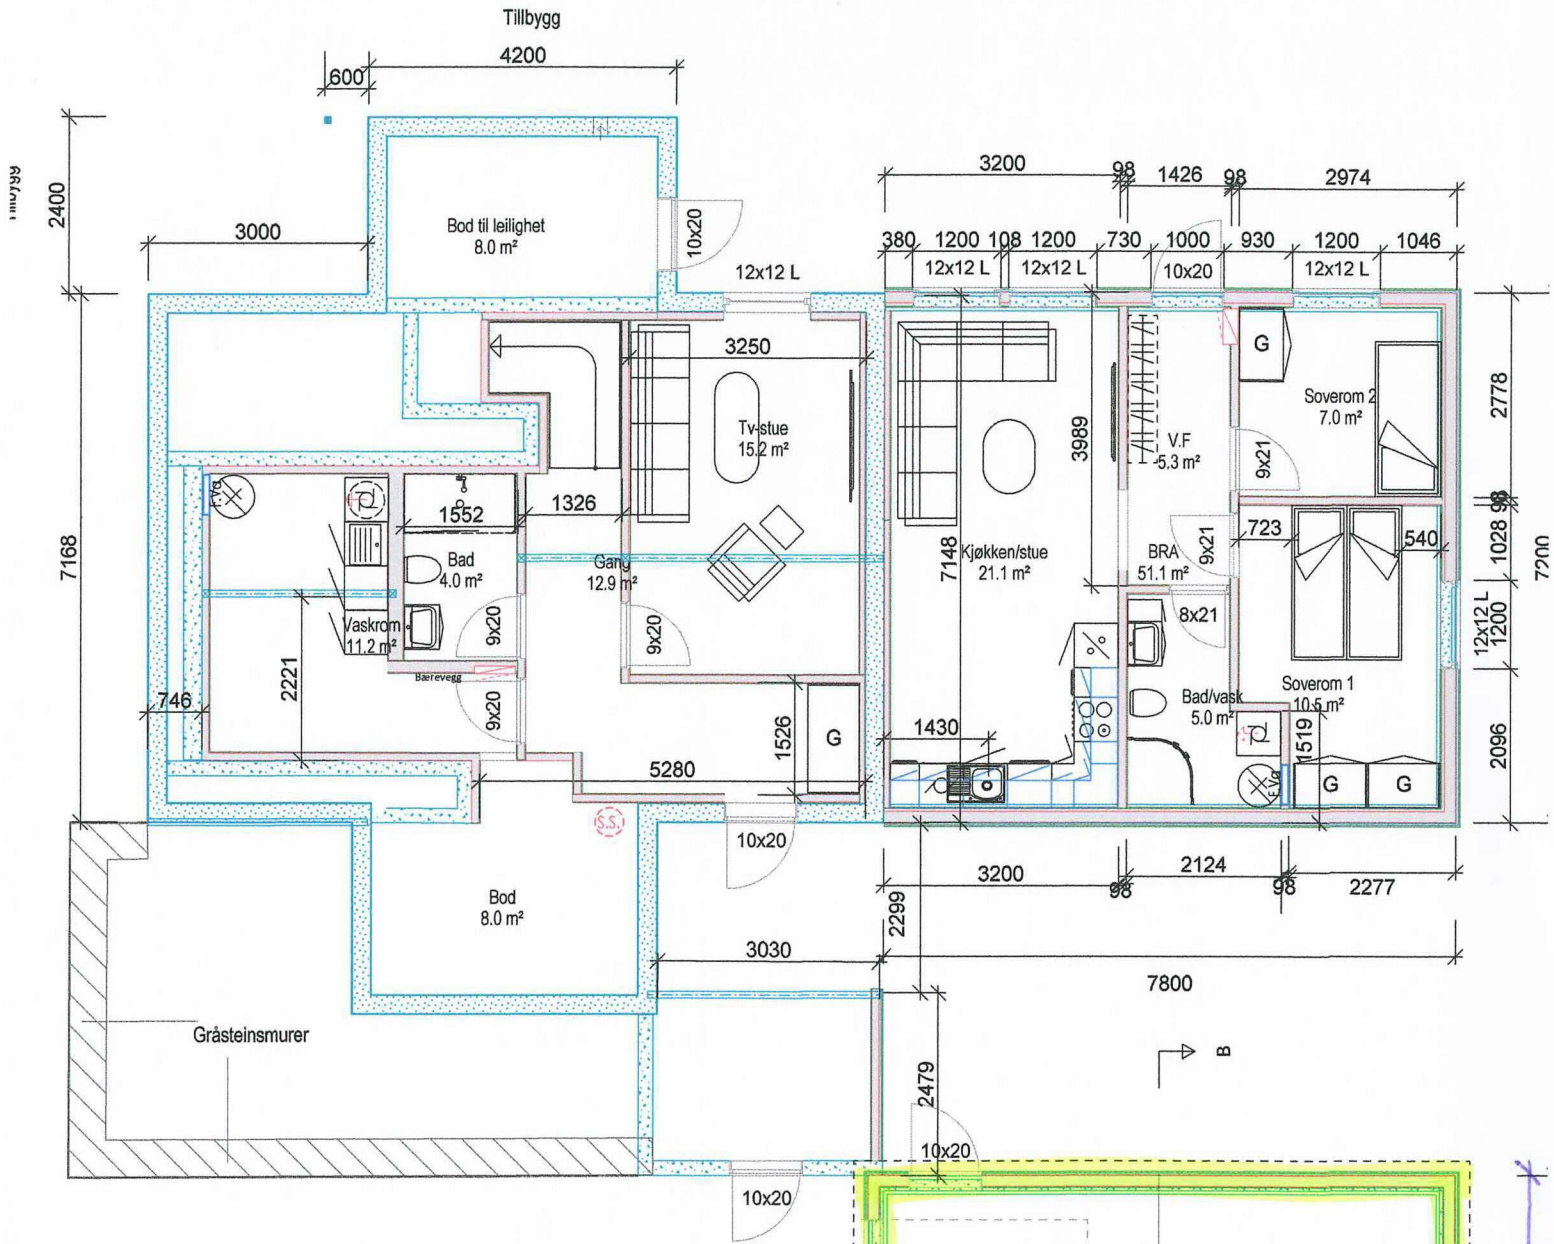 Tillbygg
4200
600
2400
3000
3200
98
1426
98
2974
380
1200
108
1200
730
1000
930
1200
1046
12x12 L
12x12 L
12x12 L
10x20
12x12 L
10x20
Bod til leilighet
8.0 m²
3250
G
Soverom 2
7.0 m²
2778
Tv-stue
15.2 m²
3989
V.F
5.3 m²
9x21
F.Va
1552
1326
7168
7148
Kjøkken/stue
21.1 m²
BRA
51.1 m²
9x21
723
540
98
1028
7200
Bad
4.0 m²
Gang
12.9 m²
9x20
9x20
8x21
12x12 L
1200
Vaskrom
11.2 m²
2221
Bærevegg
746
9x20
1526
G
1430
Bad/vask
5.0 m²
Soverom 1
10.5 m²
1519
F.Va
G
G
2096
5280
S.S.
10x20
3200
98
2124
98
2277
2299
Bod
8.0 m²
3030
7800
Gråsteinsmurer
B
2479
10x20
10x20